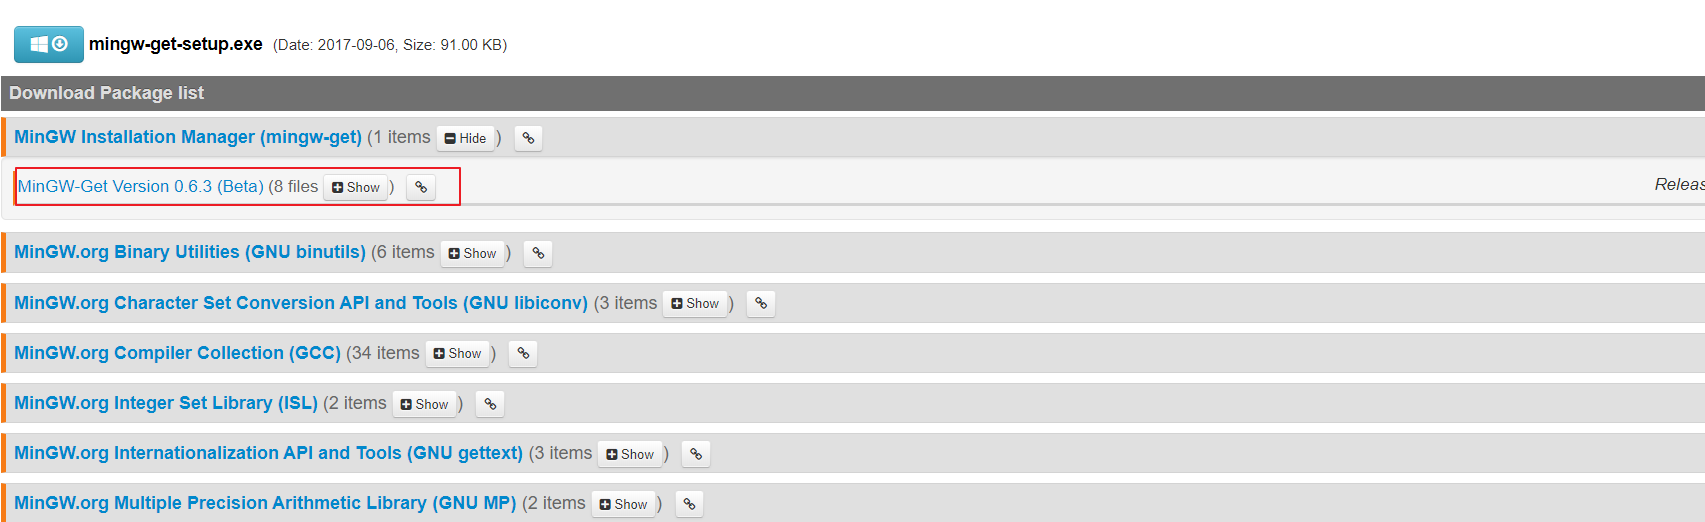 mingw-get-setup.exe (Date: 2017-09-06, Size: 91.00 KB)
Download Package list
MinGW Installation Manager (mingw-get) (1 items Hide)
MinGW-Get Version 0.6.3 (Beta) (8 files Show) Releas
MinGW.org Binary Utilities (GNU binutils) (6 items Show)
MinGW.org Character Set Conversion API and Tools (GNU libiconv) (3 items Show)
MinGW.org Compiler Collection (GCC) (34 items Show)
MinGW.org Integer Set Library (ISL) (2 items Show)
MinGW.org Internationalization API and Tools (GNU gettext) (3 items Show)
MinGW.org Multiple Precision Arithmetic Library (GNU MP) (2 items Show)